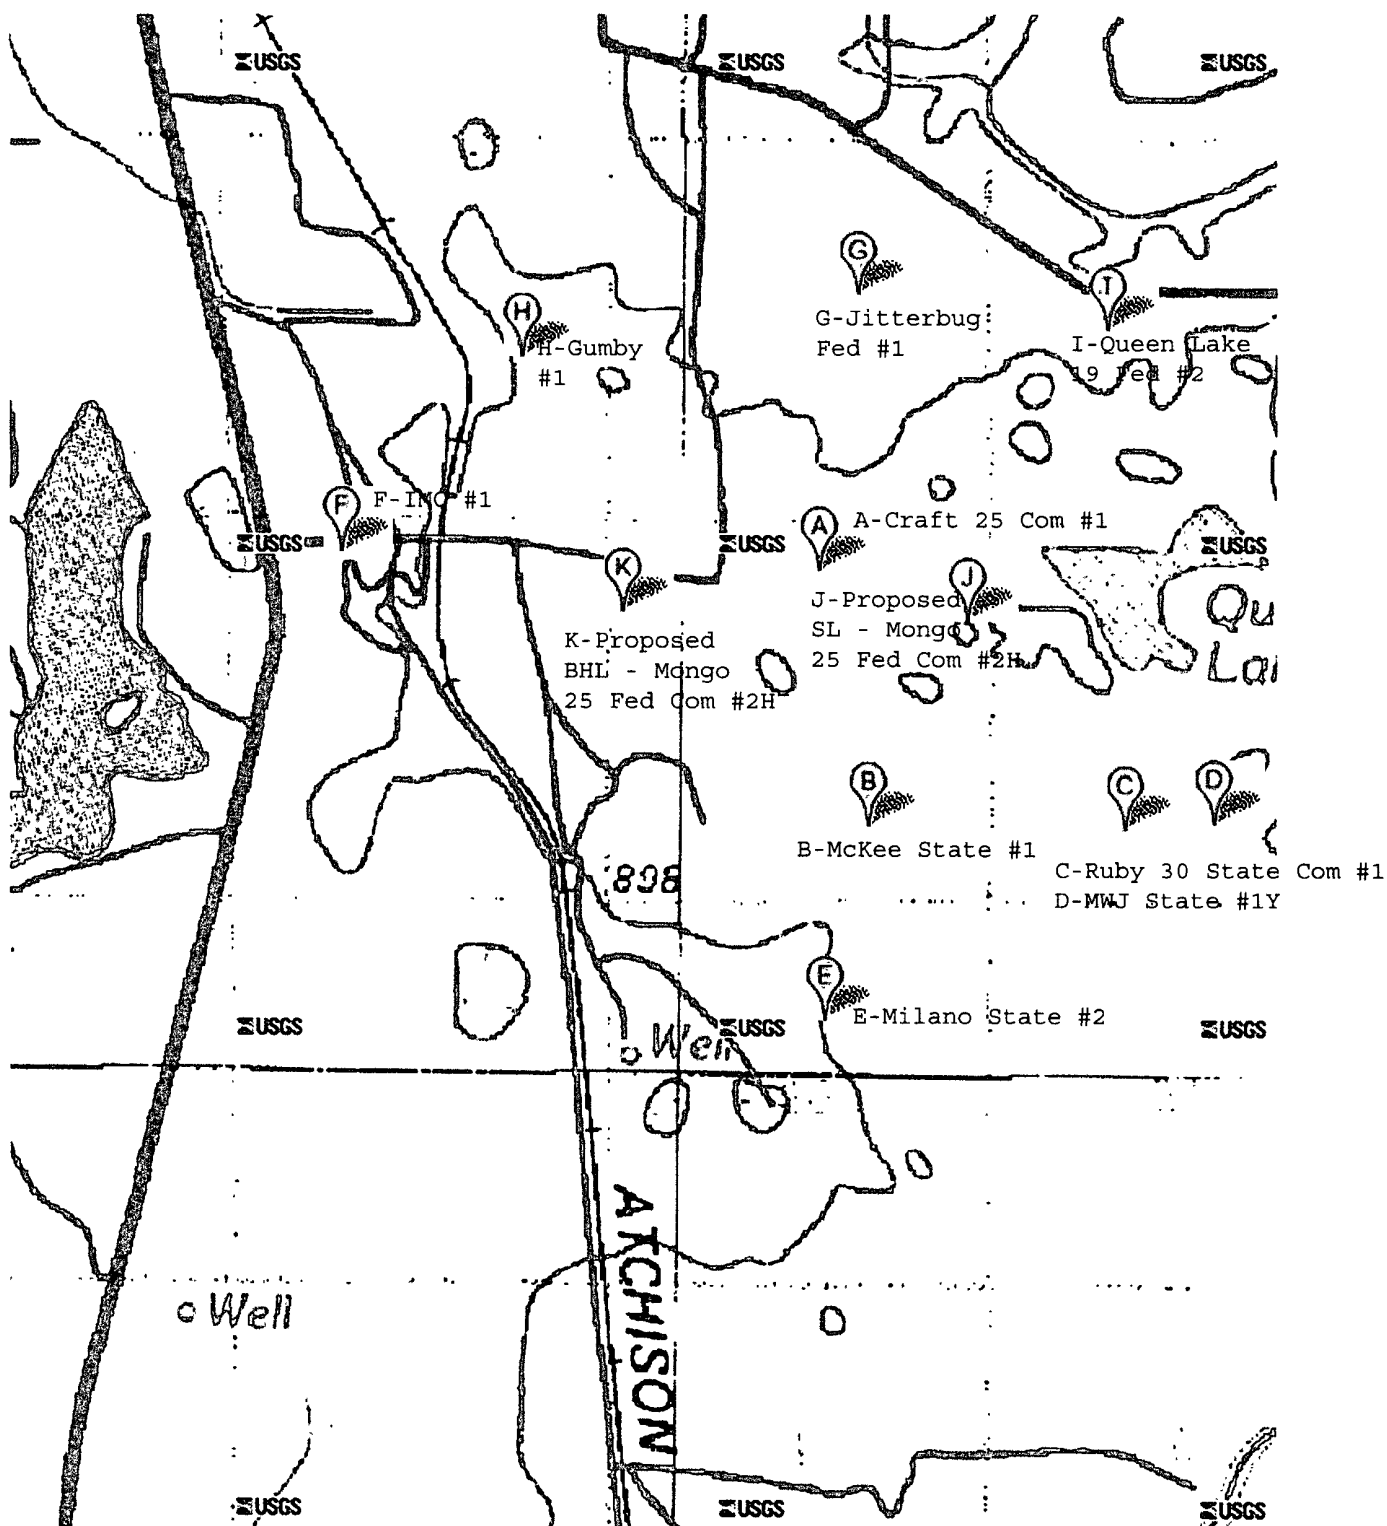 USGS USGS USGS
G
I
H
G-Jitterbug
Fed #1
I-Queen Lake
19 Fed #2
H-Gumby
#1
F
F-IMC #1
A
A-Craft 25 Com #1
USGS USGS USGS
K
J
J-Proposed
SL - Mongo
25 Fed Com #2H
Qu
Lai
K-Proposed
BHL - Mongo
25 Fed Com #2H
B
C
D
B-McKee State #1
C-Ruby 30 State Com #1
D-MWJ State #1Y
898
E
E-Milano State #2
USGS USGS USGS
Well
Well
ATCHISON
USGS USGS USGS